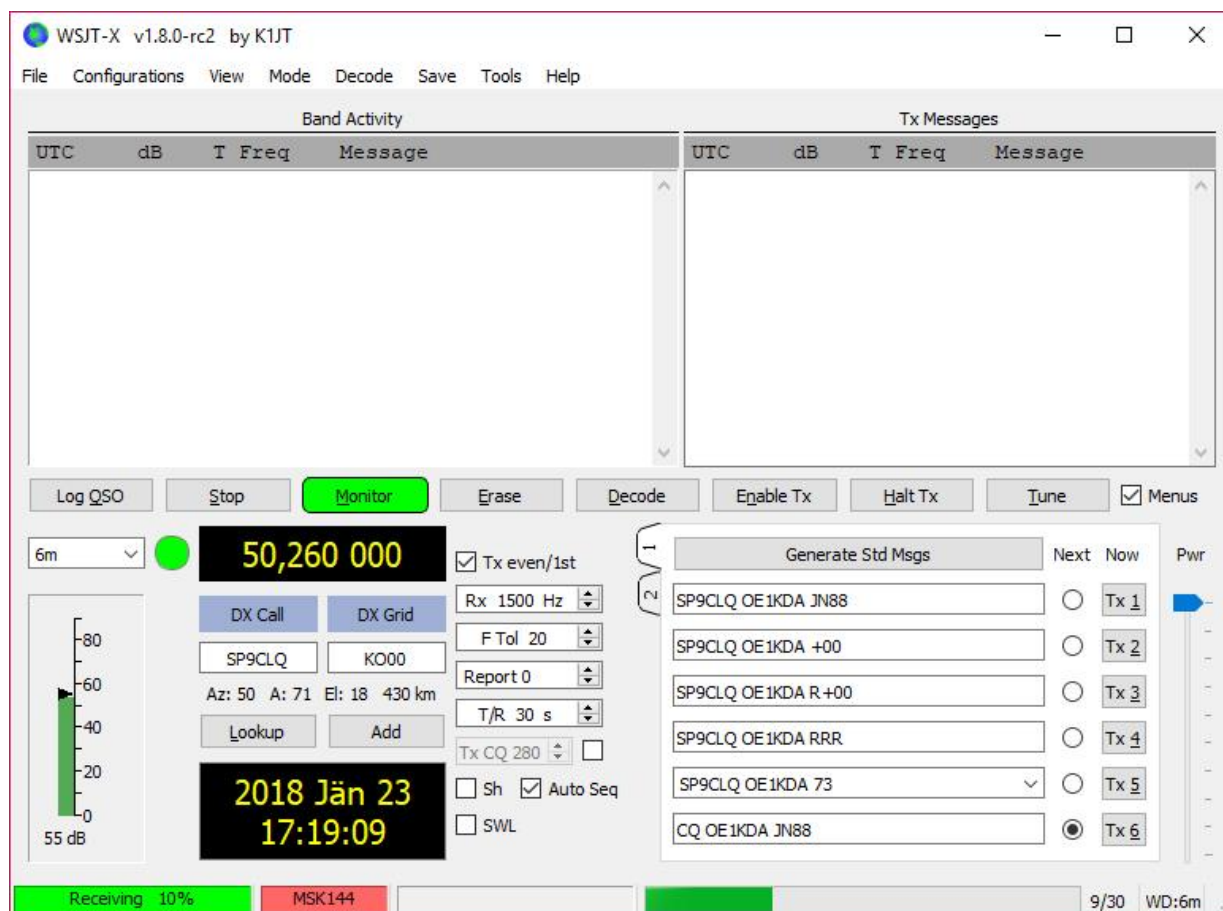 WSJT-X v1.8.0-rc2 by K1JT
File Configurations View Mode Decode Save Tools Help
Band Activity
Tx Messages
UTC dB T Freq Message
UTC dB T Freq Message
Log QSO Stop Monitor Erase Decode Enable Tx Halt Tx Tune Menus
6m
50,260 000
Tx even/1st
1
2
Generate Std Msgs
Next Now
Pwr
Rx 1500 Hz
F Tol 20
Report 0
T/R 30 s
Tx CQ 280
Sh Auto Seq
SWL
DX Call DX Grid
SP9CLQ KO00
Az: 50 A: 71 El: 18 430 km
Lookup Add
2018 Jän 23
17:19:09
80
60
40
20
0
55 dB
SP9CLQ OE1KDA JN88 Tx 1
SP9CLQ OE1KDA +00 Tx 2
SP9CLQ OE1KDA R+00 Tx 3
SP9CLQ OE1KDA RRR Tx 4
SP9CLQ OE1KDA 73 Tx 5
CQ OE1KDA JN88 Tx 6
Receiving 10% MSK144 9/30 WD:6m